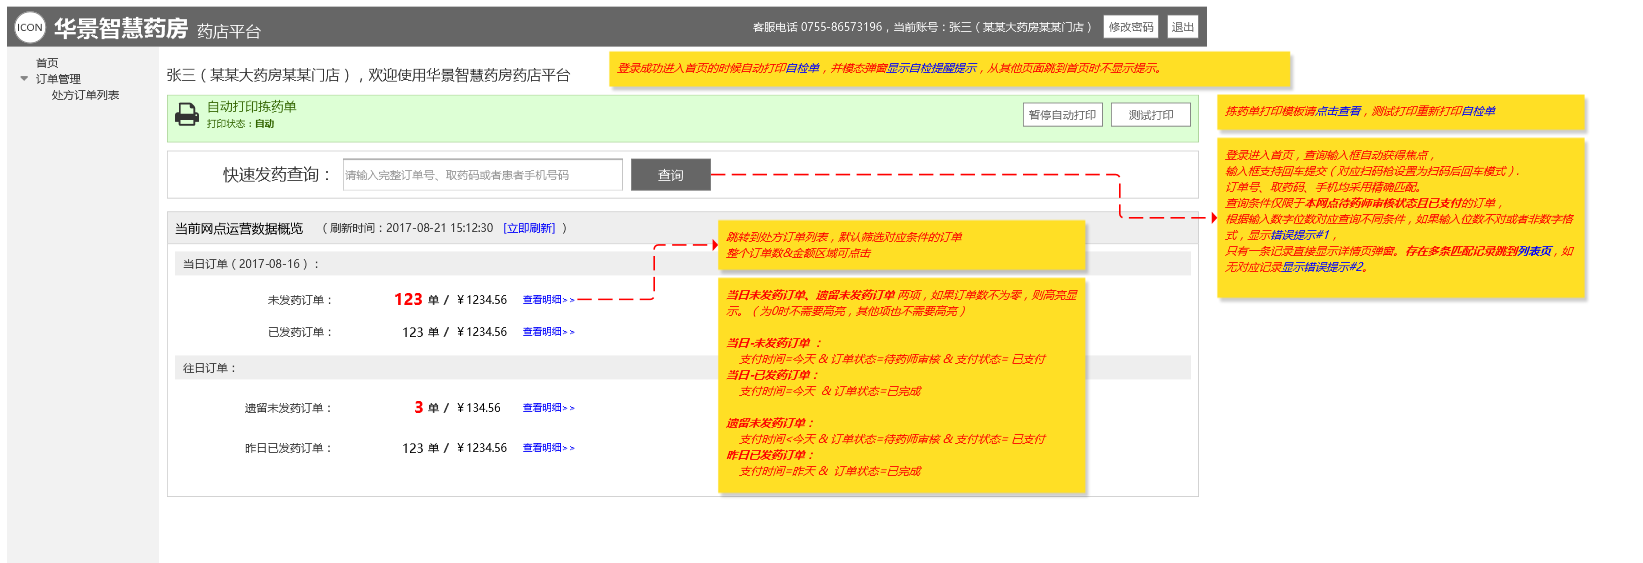 ICON 华景智慧药房 药店平台
客服电话 0755-86573196，当前账号：张三（某某大药房某某门店） 修改密码 退出
首页
订单管理
处方订单列表
张三（某某大药房某某门店），欢迎使用华景智慧药房药店平台
登录成功进入首页的时候自动打印自检单，并模态弹窗显示自检提醒提示，从其他页面跳到首页时不显示提示。
自动打印拣药单
打印状态：自动
暂停自动打印 测试打印
拣药单打印模板请点击查看，测试打印重新打印自检单
快速发药查询： 请输入完整订单号、取药码或者患者手机号码 查询
登录进入首页，查询输入框自动获得焦点，
输入框支持回车提交（对应扫码枪设置为扫码后回车模式）.
订单号、取药码、手机均采用精确匹配。
查询条件仅限于本网点待药师审核状态且已支付的订单，
根据输入数字位数对应查询不同条件，如果输入位数不对或者非数字格
式，显示错误提示#1，
只有一条记录直接显示详情页弹窗。存在多条匹配记录跳到列表页，如
无对应记录显示错误提示#2。
当前网点运营数据概览 （ 刷新时间：2017-08-21 15:12:30 [立即刷新] ）
当日订单（2017-08-16）：
未发药订单： 123 单 / ￥1234.56 查看明细>>
已发药订单： 123 单 / ￥1234.56 查看明细>>
往日订单：
遗留未发药订单： 3 单 / ￥134.56 查看明细>>
昨日已发药订单： 123 单 / ￥1234.56 查看明细>>
跳转到处方订单列表，默认筛选对应条件的订单
整个订单数&金额区域可点击
当日未发药订单、遗留未发药订单 两项，如果订单数不为零，则高亮显
示。（为0时不需要高亮，其他项也不需要高亮）
当日-未发药订单 ：
支付时间=今天 & 订单状态=待药师审核 & 支付状态= 已支付
当日-已发药订单：
支付时间=今天 & 订单状态=已完成
遗留未发药订单：
支付时间<今天 & 订单状态=待药师审核 & 支付状态= 已支付
昨日已发药订单：
支付时间=昨天 & 订单状态=已完成